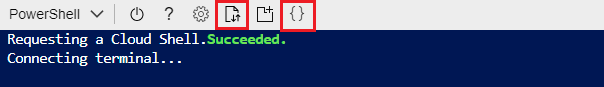 PowerShell ?  {}
Requesting a Cloud Shell.Succeeded.
Connecting terminal...